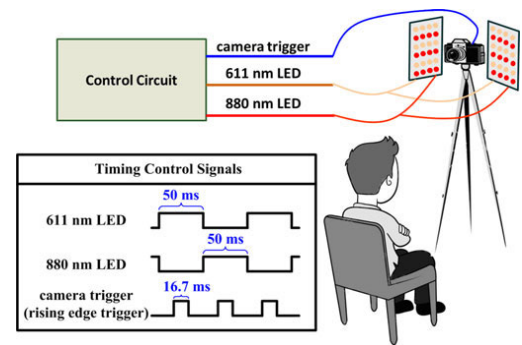 camera trigger
Control Circuit
611 nm LED
880 nm LED
Timing Control Signals
50 ms
611 nm LED
50 ms
880 nm LED
16.7 ms
camera trigger
(rising edge trigger)